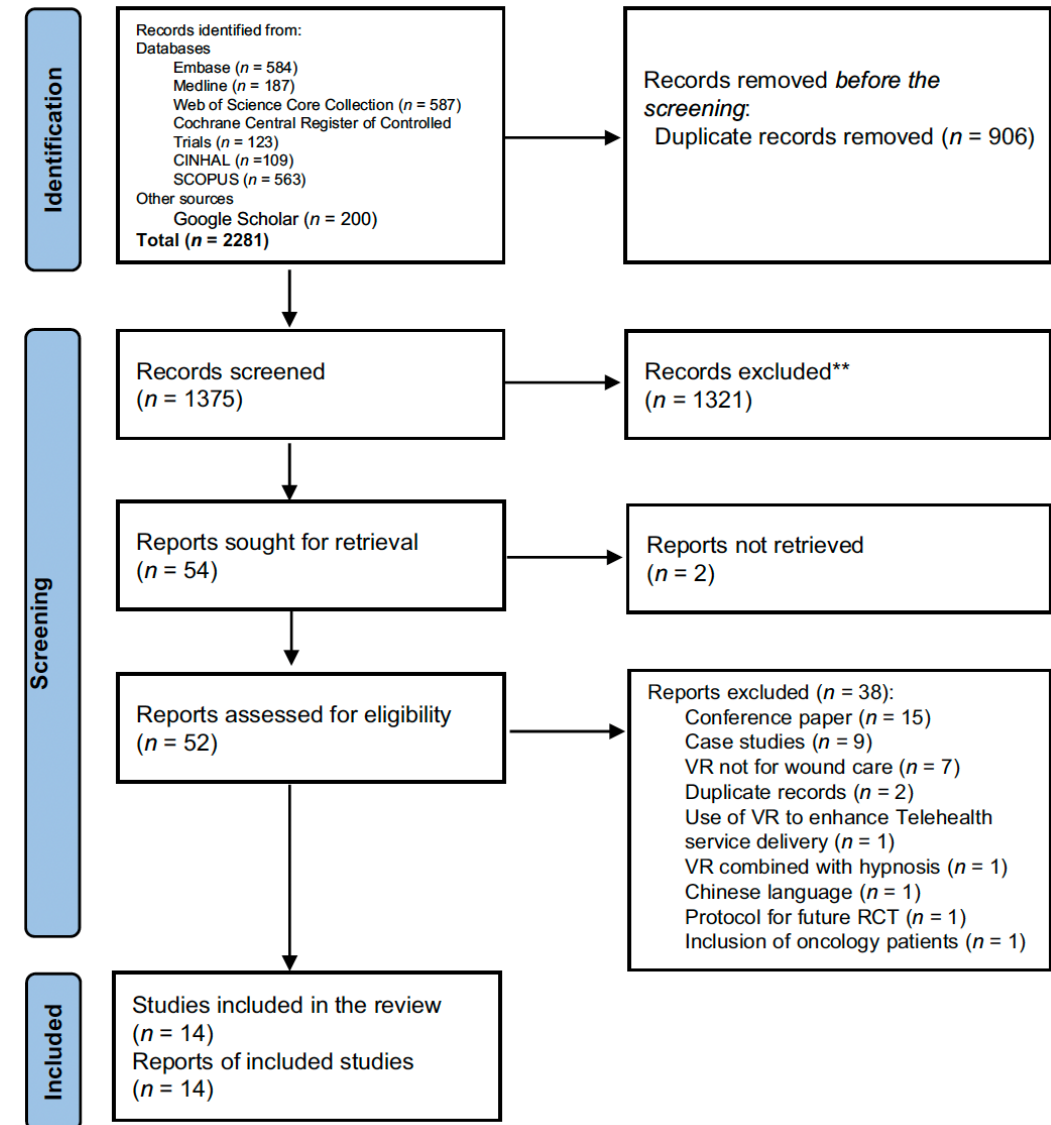 Identification
Records identified from:
Databases
Embase (n = 584)
Medline (n = 187)
Web of Science Core Collection (n = 587)
Cochrane Central Register of Controlled
Trials (n = 123)
CINHAL (n =109)
SCOPUS (n = 563)
Other sources
Google Scholar (n = 200)
Total (n = 2281)
Records removed before the
screening:
Duplicate records removed (n = 906)
Screening
Records screened
(n = 1375)
Records excluded**
(n = 1321)
Reports sought for retrieval
(n = 54)
Reports not retrieved
(n = 2)
Reports assessed for eligibility
(n = 52)
Reports excluded (n = 38):
Conference paper (n = 15)
Case studies (n = 9)
VR not for wound care (n = 7)
Duplicate records (n = 2)
Use of VR to enhance Telehealth
service delivery (n = 1)
VR combined with hypnosis (n = 1)
Chinese language (n = 1)
Protocol for future RCT (n = 1)
Inclusion of oncology patients (n = 1)
Included
Studies included in the review
(n = 14)
Reports of included studies
(n = 14)